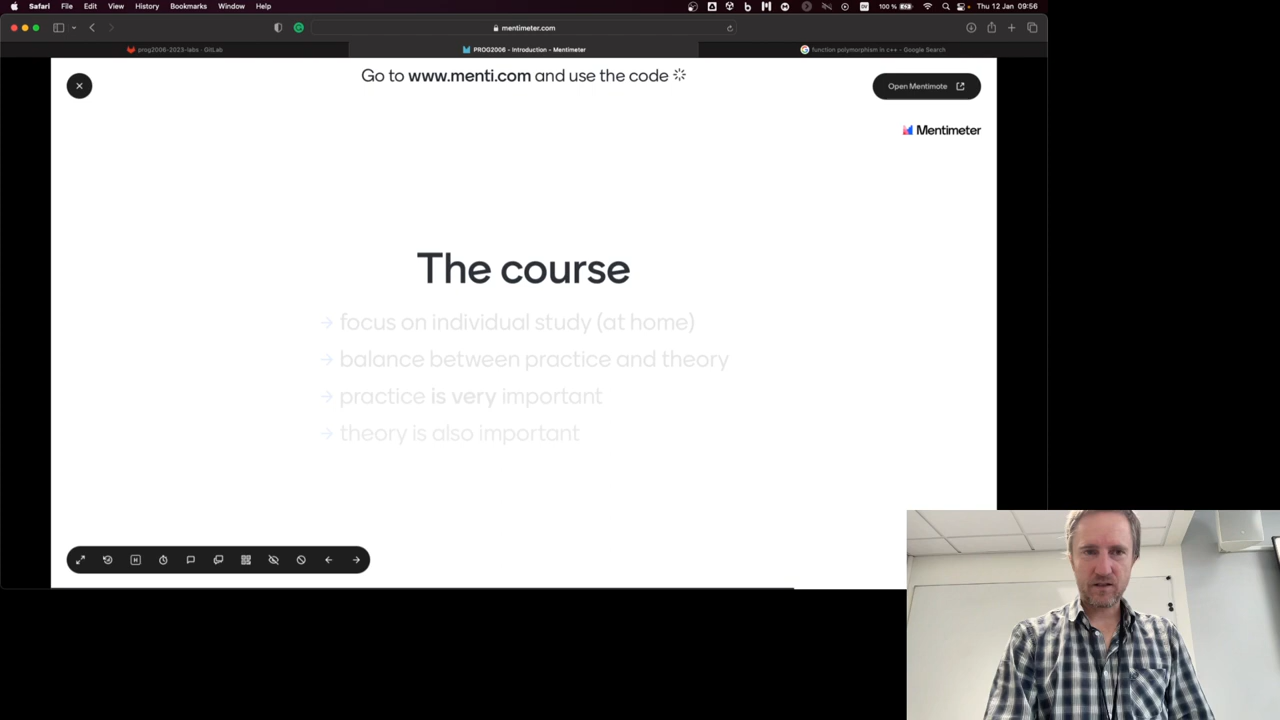 Safari File Edit View History Bookmarks Window Help 100 % Thu 12 Jan 09:56
mentimeter.com
prog2006-2023-labs · GitLab
PROG2006 - Introduction - Mentimeter
function polymorphism in c++ - Google Search
Go to www.menti.com and use the code
Open Mentimote
Mentimeter
The course
→ focus on individual study (at home)
→ balance between practice and theory
→ practice is very important
→ theory is also important
H